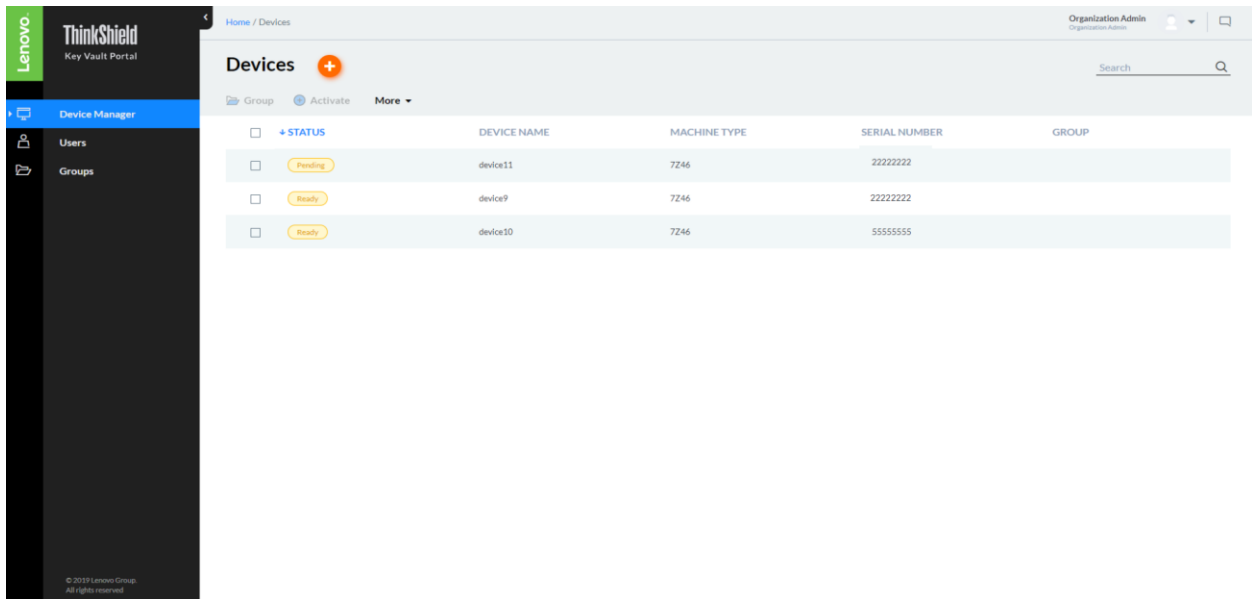 Lenovo.
ThinkShield
Key Vault Portal
Device Manager
Users
Groups
© 2019 Lenovo Group.
All rights reserved
Home / Devices
Organization Admin
Organization Admin
Devices
Search
Group Activate More
STATUS DEVICE NAME MACHINE TYPE SERIAL NUMBER GROUP
Pending device11 7Z46 22222222
Ready device9 7Z46 22222222
Ready device10 7Z46 55555555